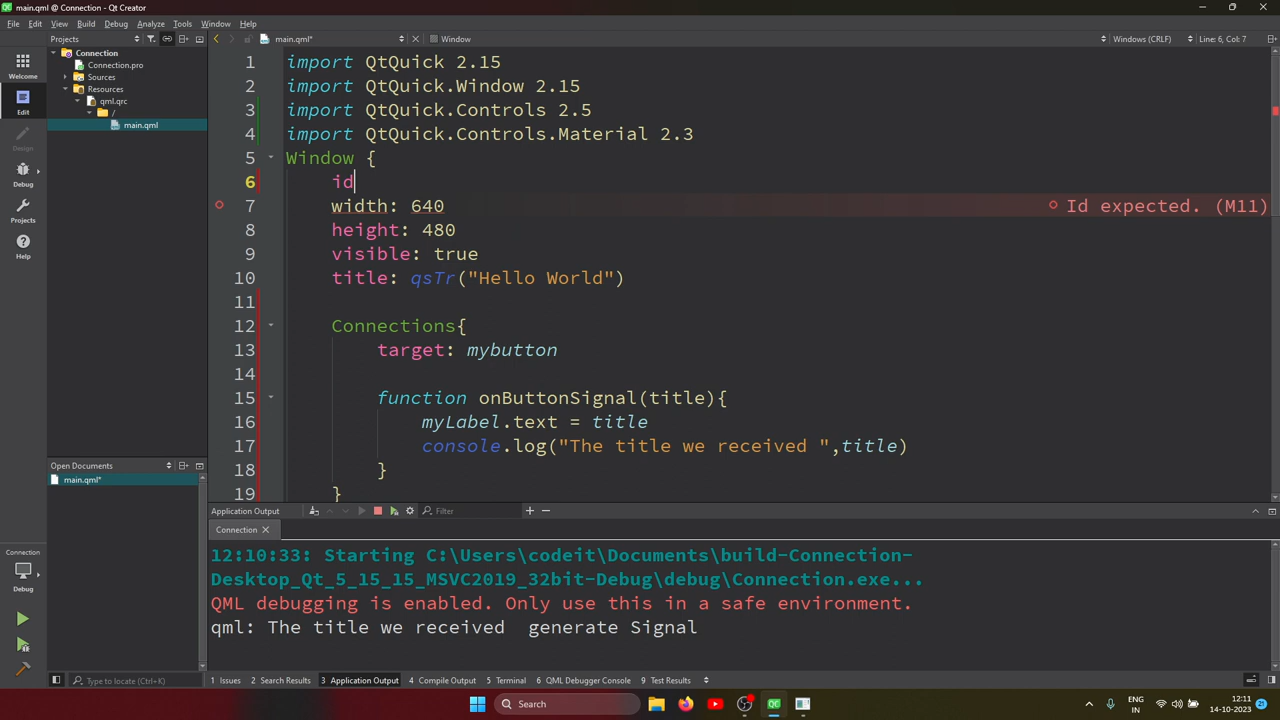 main.qml @ Connection - Qt Creator
File Edit View Build Debug Analyze Tools Window Help
Projects
main.qml*
Window
Windows (CRLF)
Line: 6, Col: 7
Connection
Connection.pro
Sources
Resources
qml.qrc
/
main.qml
Welcome
Edit
Design
Debug
Projects
Help
1 import QtQuick 2.15
2 import QtQuick.Window 2.15
3 import QtQuick.Controls 2.5
4 import QtQuick.Controls.Material 2.3
5 Window {
6 id
7 width: 640 Id expected. (M11)
8 height: 480
9 visible: true
10 title: qsTr("Hello World")
11
12 Connections{
13 target: mybutton
14
15 function onButtonSignal(title){
16 myLabel.text = title
17 console.log("The title we received ",title)
18 }
19 }
Open Documents
main.qml*
Application Output
Filter
Connection
12:10:33: Starting C:\Users\codeit\Documents\build-Connection-
Desktop_Qt_5_15_15_MSVC2019_32bit-Debug\debug\Connection.exe...
QML debugging is enabled. Only use this in a safe environment.
qml: The title we received  generate Signal
Connection
Debug
Type to locate (Ctrl+K)
1 Issues 2 Search Results 3 Application Output 4 Compile Output 5 Terminal 6 QML Debugger Console 9 Test Results
Search
ENG
IN
12:11
14-10-2023
21